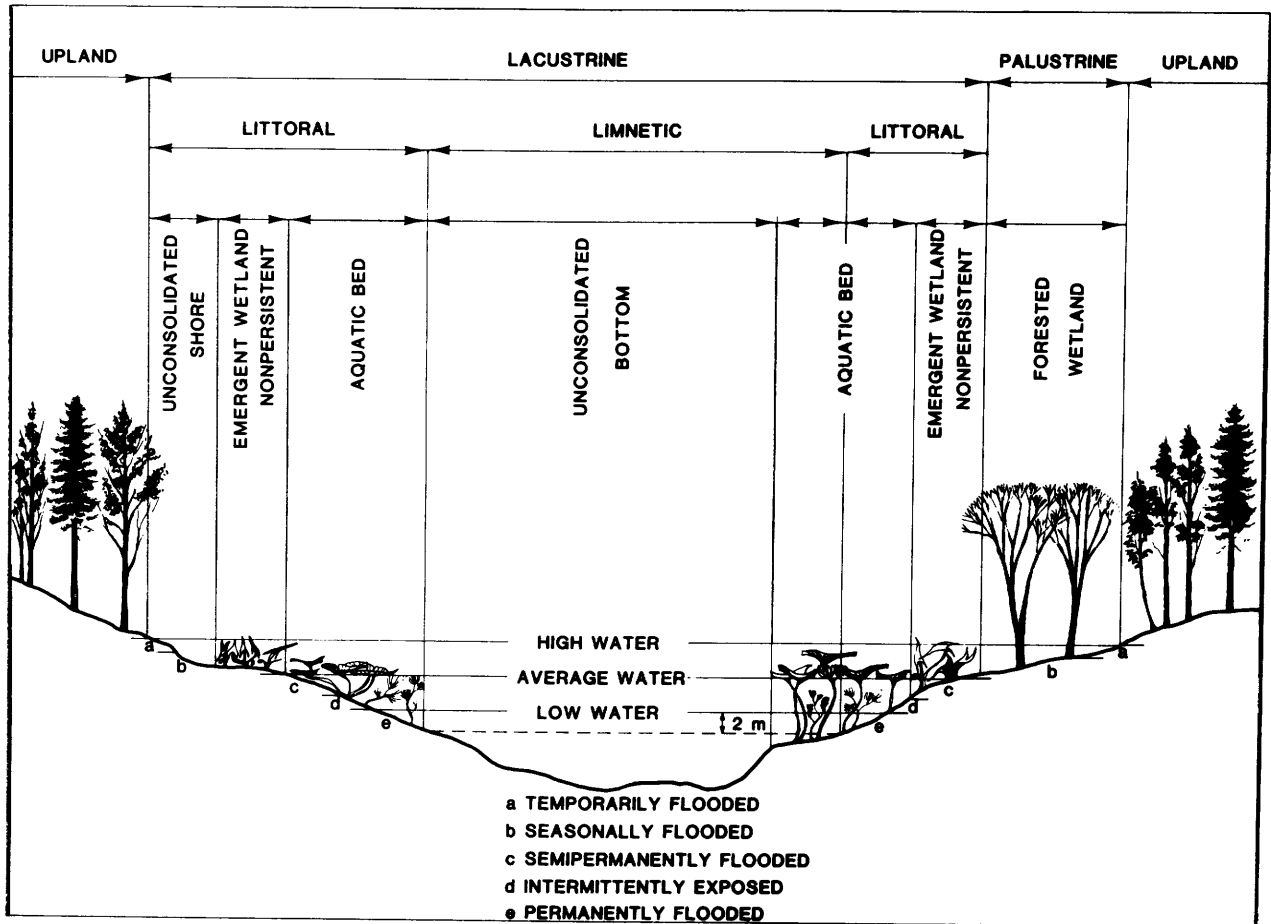 UPLAND LACUSTRINE PALUSTRINE UPLAND
LITTORAL LIMNETIC LITTORAL
UNCONSOLIDATED
SHORE
EMERGENT WETLAND
NONPERSISTENT
AQUATIC BED
UNCONSOLIDATED
BOTTOM
AQUATIC BED
EMERGENT WETLAND
NONPERSISTENT
FORESTED
WETLAND
HIGH WATER
AVERAGE WATER
LOW WATER
2 m
a
b
c
d
e
e
d
c
b
a
a TEMPORARILY FLOODED
b SEASONALLY FLOODED
c SEMIPERMANENTLY FLOODED
d INTERMITTENTLY EXPOSED
e PERMANENTLY FLOODED